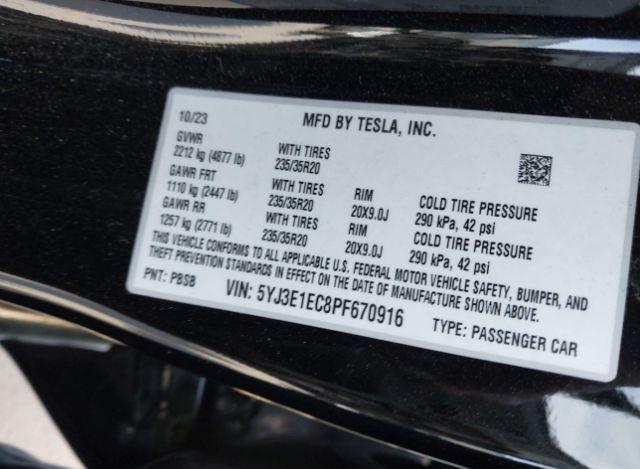 10/23 MFD BY TESLA, INC.
GVWR
2212 kg (4877 lb) WITH TIRES 235/35R20
GAWR FRT
1110 kg (2447 lb) WITH TIRES 235/35R20 RIM 20X9.0J COLD TIRE PRESSURE 290 kPa, 42 psi
GAWR RR
1257 kg (2771 lb) WITH TIRES 235/35R20 RIM 20X9.0J COLD TIRE PRESSURE 290 kPa, 42 psi
THIS VEHICLE CONFORMS TO ALL APPLICABLE U.S. FEDERAL MOTOR VEHICLE SAFETY, BUMPER, AND
THEFT PREVENTION STANDARDS IN EFFECT ON THE DATE OF MANUFACTURE SHOWN ABOVE.
PNT: PBSB VIN: 5YJ3E1EC8PF670916 TYPE: PASSENGER CAR